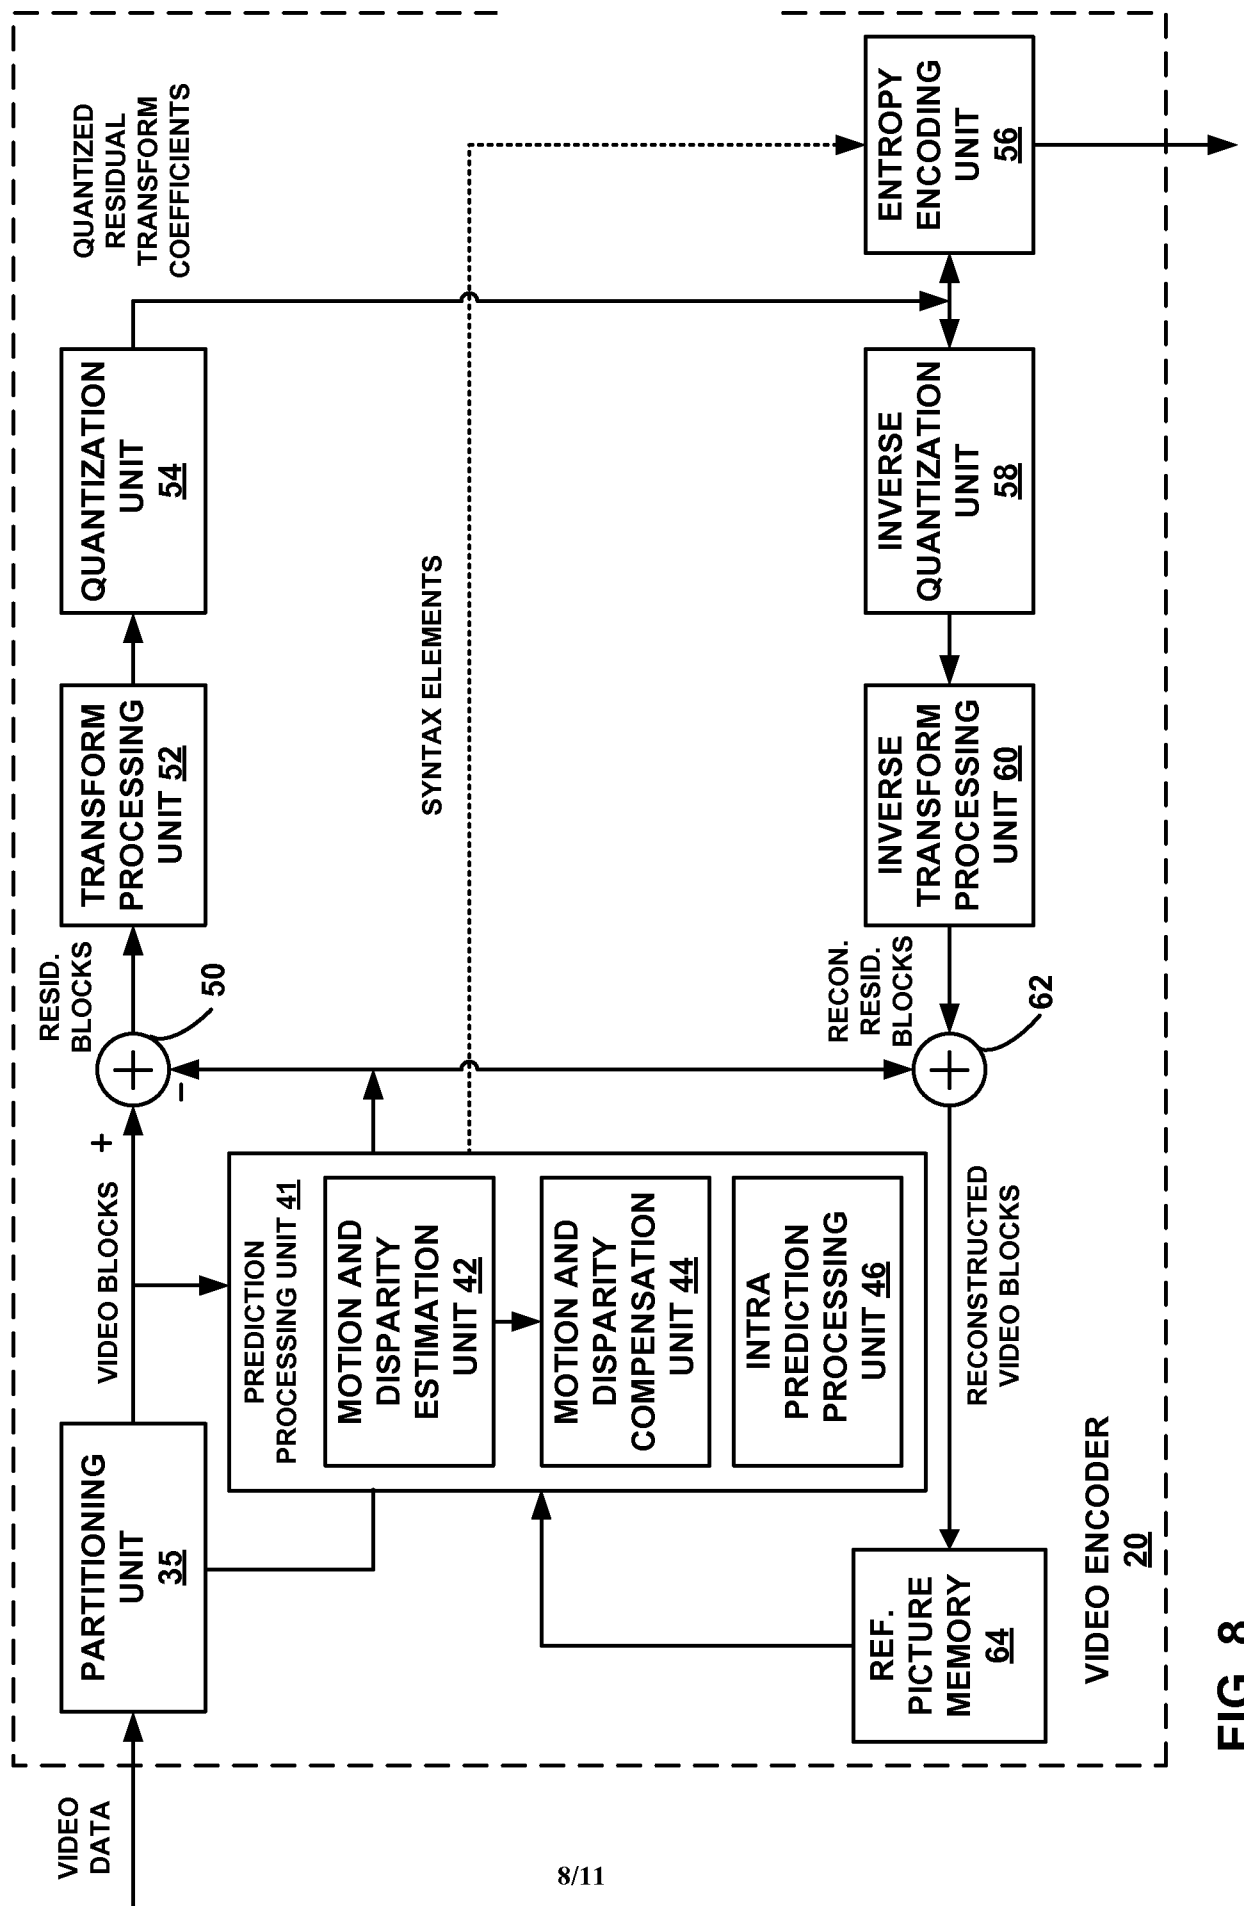 VIDEO
DATA
PARTITIONING
UNIT
35
VIDEO BLOCKS
+
−
RESID.
BLOCKS
50
TRANSFORM
PROCESSING
UNIT 52
QUANTIZATION
UNIT
54
QUANTIZED
RESIDUAL
TRANSFORM
COEFFICIENTS
PREDICTION
PROCESSING UNIT 41
MOTION AND
DISPARITY
ESTIMATION
UNIT 42
MOTION AND
DISPARITY
COMPENSATION
UNIT 44
INTRA
PREDICTION
PROCESSING
UNIT 46
SYNTAX ELEMENTS
REF.
PICTURE
MEMORY
64
RECONSTRUCTED
VIDEO BLOCKS
RECON.
RESID.
BLOCKS
62
INVERSE
TRANSFORM
PROCESSING
UNIT 60
INVERSE
QUANTIZATION
UNIT
58
ENTROPY
ENCODING
UNIT
56
VIDEO ENCODER
20
FIG. 8
8/11